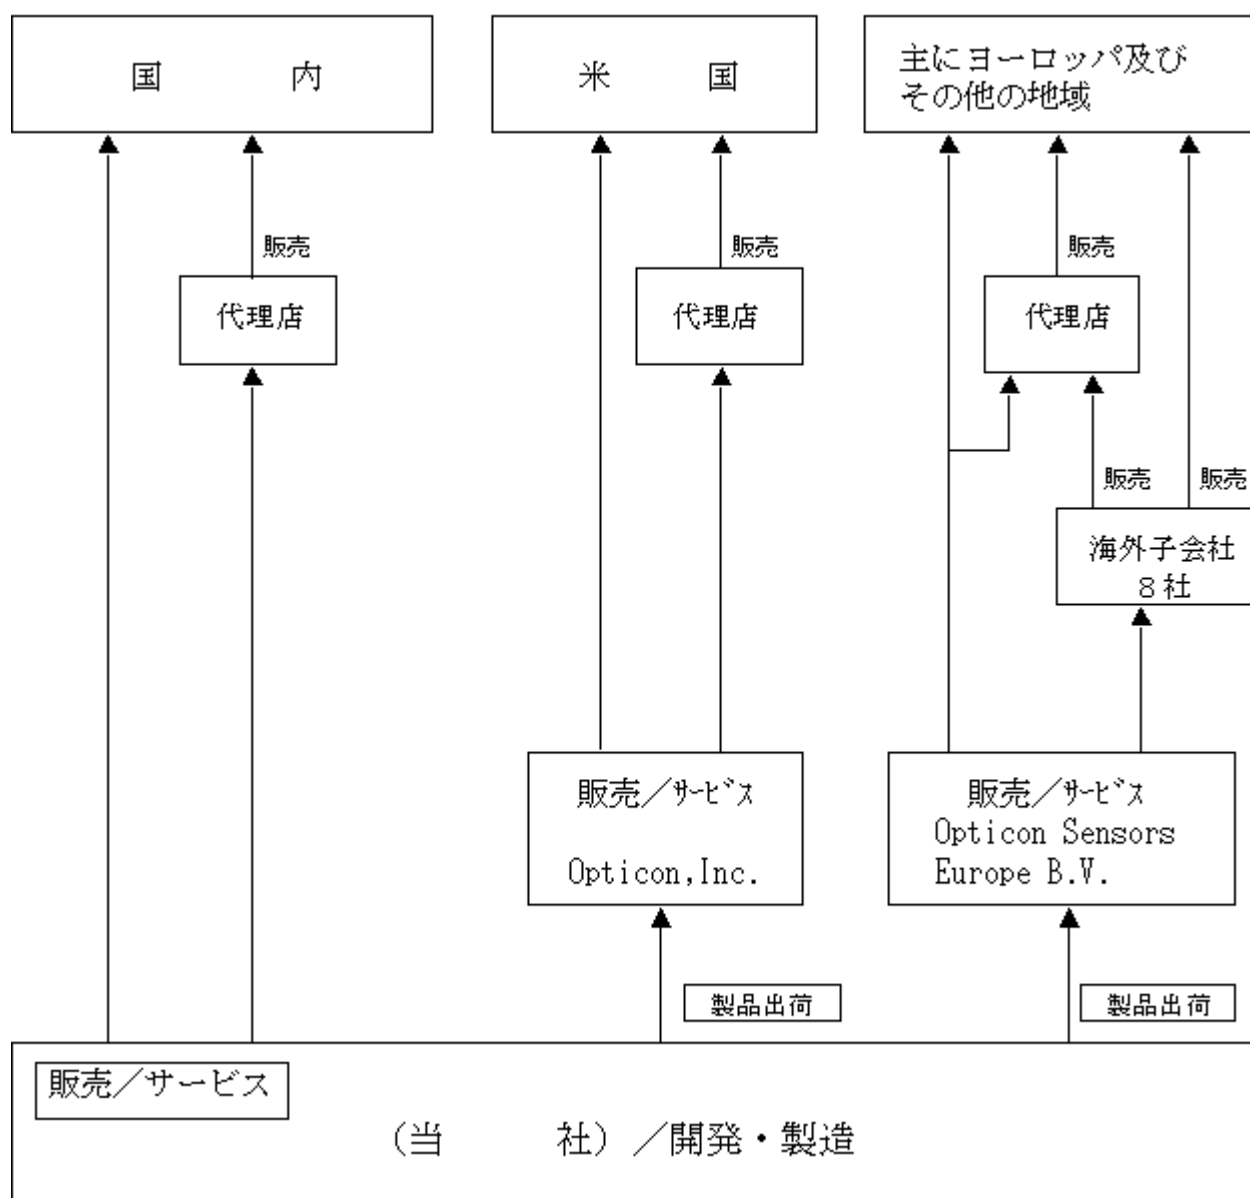 国 内
米 国
主にヨーロッパ及び
その他の地域
販売
販売
販売
代理店
代理店
代理店
販売
販売
海外子会社
８社
販売／ｻｰﾋﾞｽ
Opticon,Inc.
販売／ｻｰﾋﾞｽ
Opticon Sensors
Europe B.V.
製品出荷
製品出荷
販売／サービス
（当 社）／開発・製造